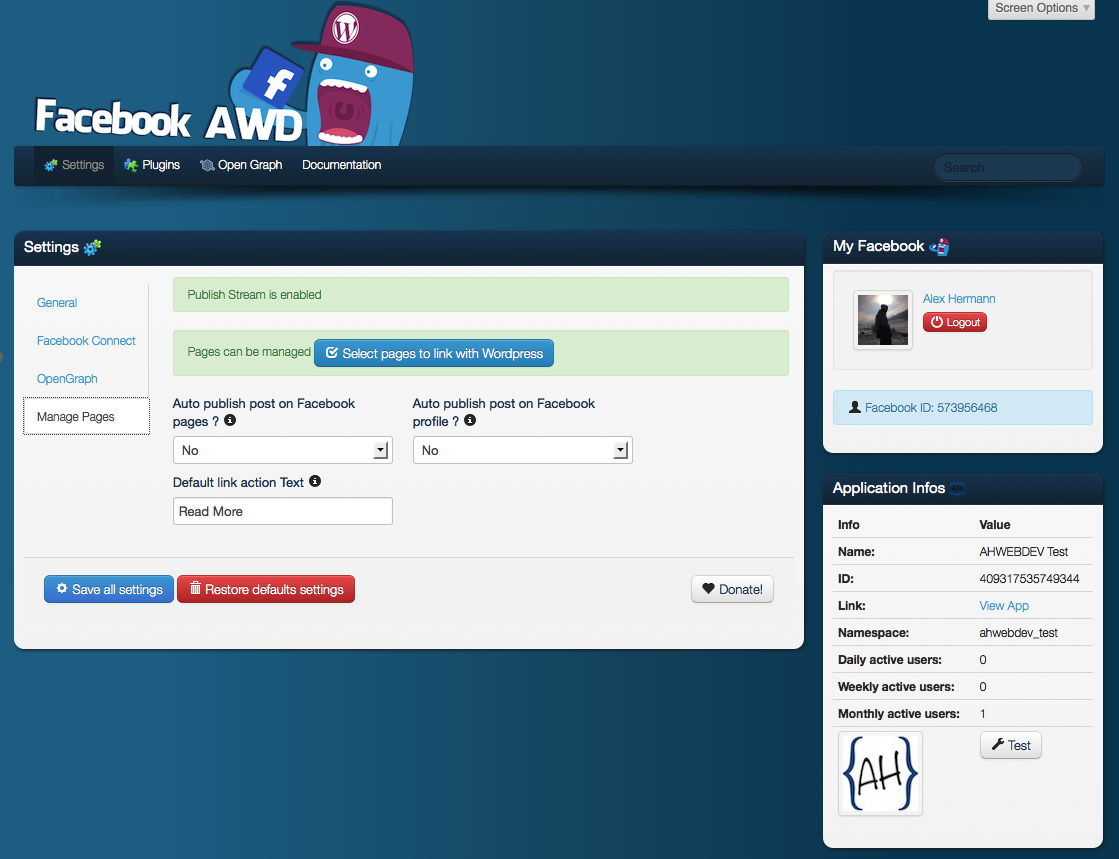 Screen Options
Facebook AWD
Settings Plugins Open Graph Documentation Search
Settings
General
Facebook Connect
OpenGraph
Manage Pages
Publish Stream is enabled
Pages can be managed Select pages to link with Wordpress
Auto publish post on Facebook
pages ?
No
Auto publish post on Facebook
profile ?
No
Default link action Text
Read More
Save all settings Restore defaults settings Donate!
My Facebook
Alex Hermann
Logout
Facebook ID: 573956468
Application Infos
Info Value
Name: AHWEBDEV Test
ID: 409317535749344
Link: View App
Namespace: ahwebdev_test
Daily active users: 0
Weekly active users: 0
Monthly active users: 1
{AH} Test